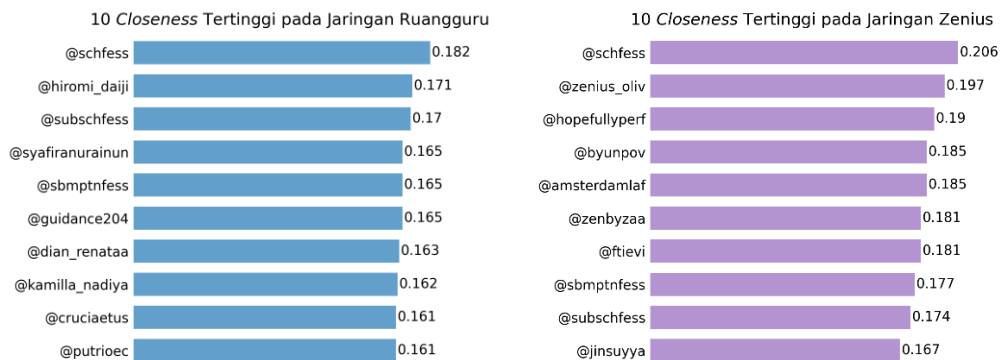 10 Closeness Tertinggi pada Jaringan Ruangguru
@schfess 0.182
@hiromi_daiji 0.171
@subschfess 0.17
@syafiranurainun 0.165
@sbmptnfess 0.165
@guidance204 0.165
@dian_renataa 0.163
@kamilla_nadiya 0.162
@cruciaetus 0.161
@putrioec 0.161
10 Closeness Tertinggi pada Jaringan Zenius
@schfess 0.206
@zenius_oliv 0.197
@hopefullyperf 0.19
@byunpov 0.185
@amsterdamlaf 0.185
@zenbyzaa 0.181
@ftievi 0.181
@sbmptnfess 0.177
@subschfess 0.174
@jinsuyya 0.167